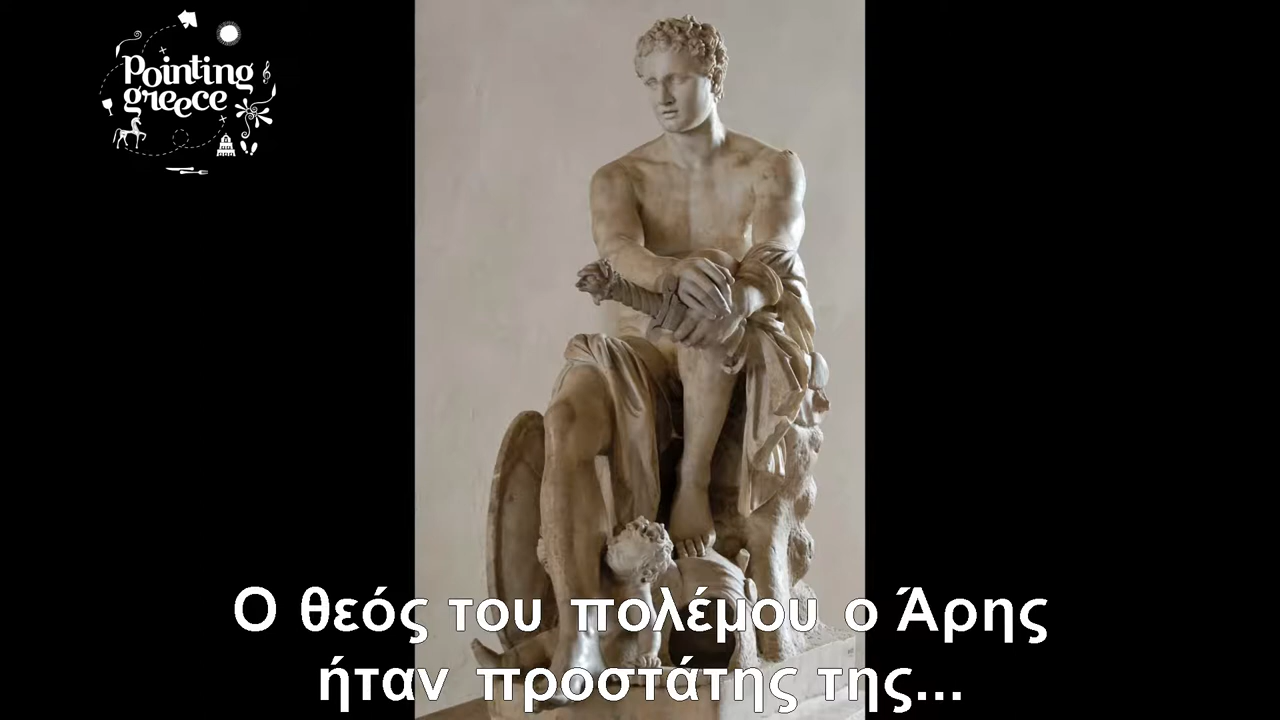 Pointing
greece
Ο θεός του πολέμου ο Άρης
ήταν προστάτης της...